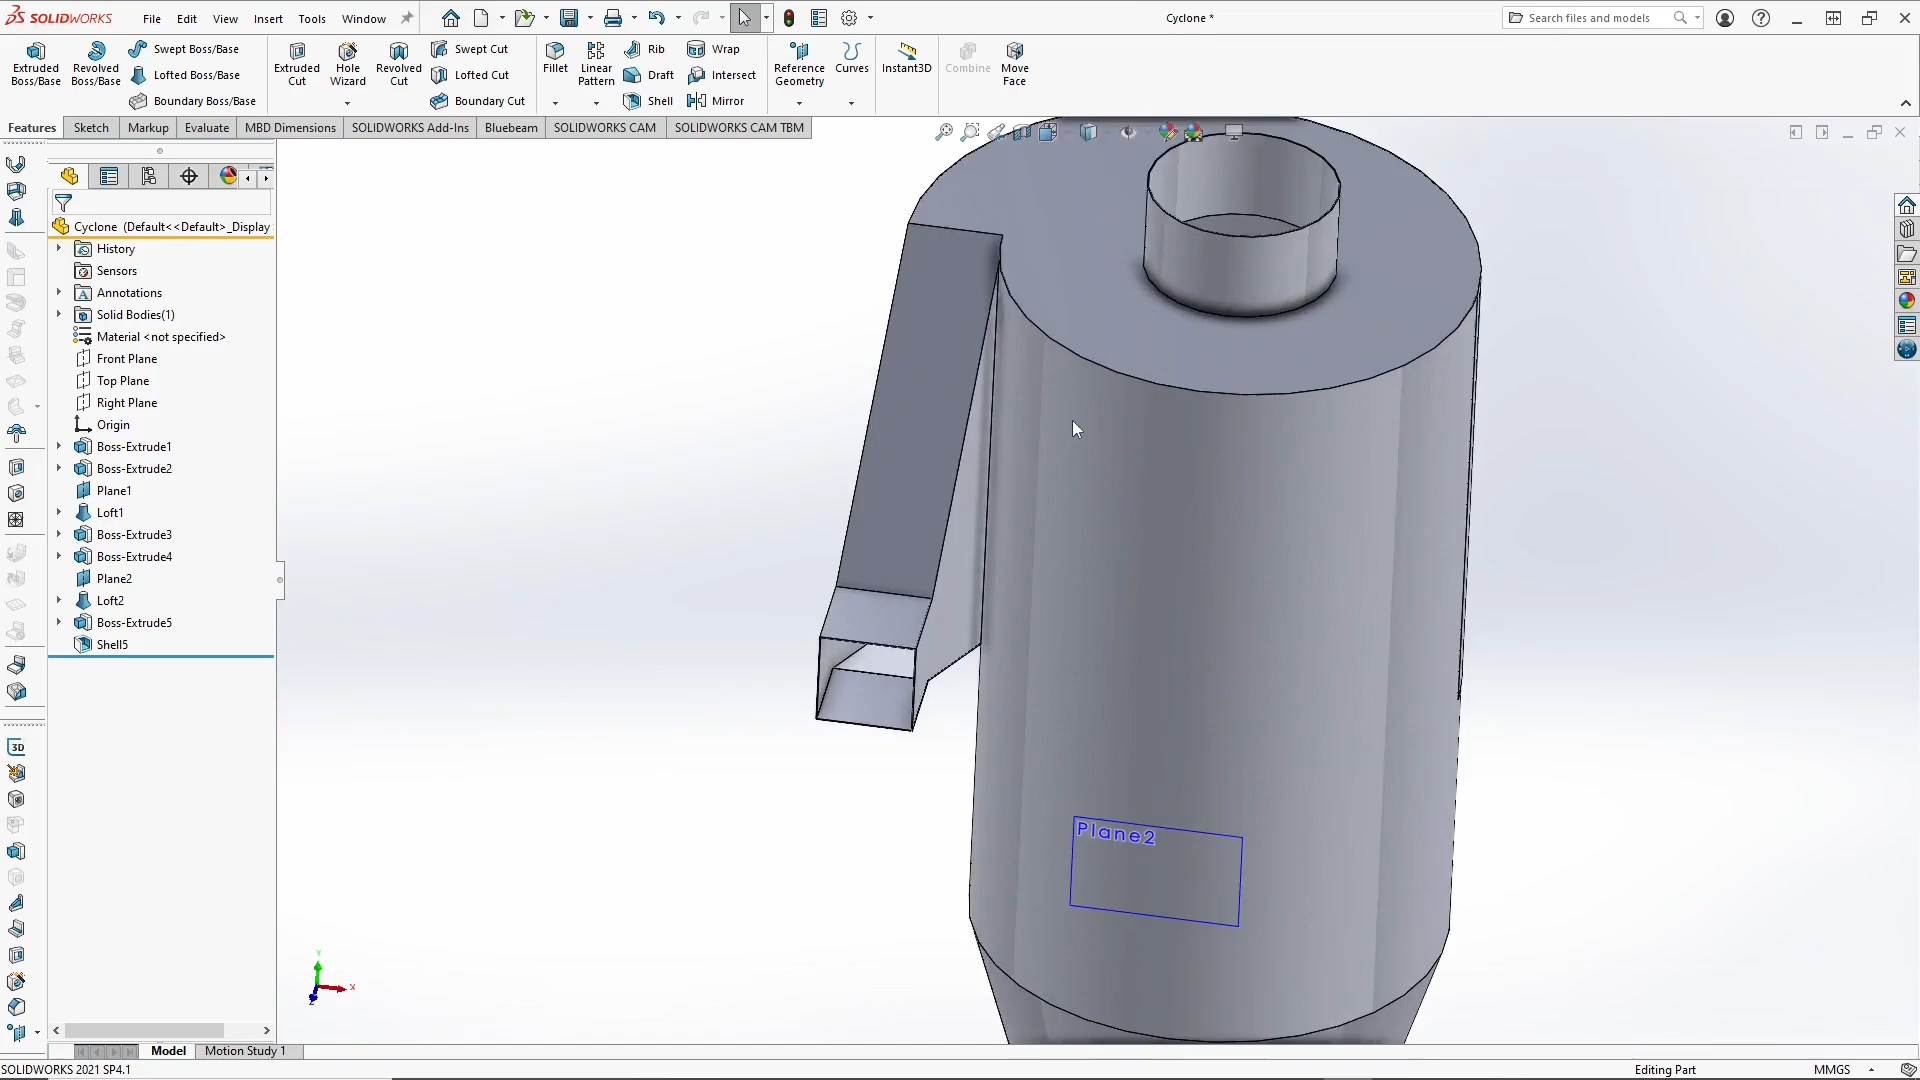 SOLIDWORKS
File Edit View Insert Tools Window
Cyclone *
Search files and models
Extruded Boss/Base
Revolved Boss/Base
Swept Boss/Base
Lofted Boss/Base
Boundary Boss/Base
Extruded Cut
Hole Wizard
Revolved Cut
Swept Cut
Lofted Cut
Boundary Cut
Fillet
Linear Pattern
Rib
Draft
Shell
Wrap
Intersect
Mirror
Reference Geometry
Curves
Instant3D
Combine
Move Face
Features Sketch Markup Evaluate MBD Dimensions SOLIDWORKS Add-Ins Bluebeam SOLIDWORKS CAM SOLIDWORKS CAM TBM
Cyclone (Default<<Default>_Display
History
Sensors
Annotations
Solid Bodies(1)
Material <not specified>
Front Plane
Top Plane
Right Plane
Origin
Boss-Extrude1
Boss-Extrude2
Plane1
Loft1
Boss-Extrude3
Boss-Extrude4
Plane2
Loft2
Boss-Extrude5
Shell5
Plane2
3D
Y
X
Z
Model Motion Study 1
SOLIDWORKS 2021 SP4.1
Editing Part
MMGS